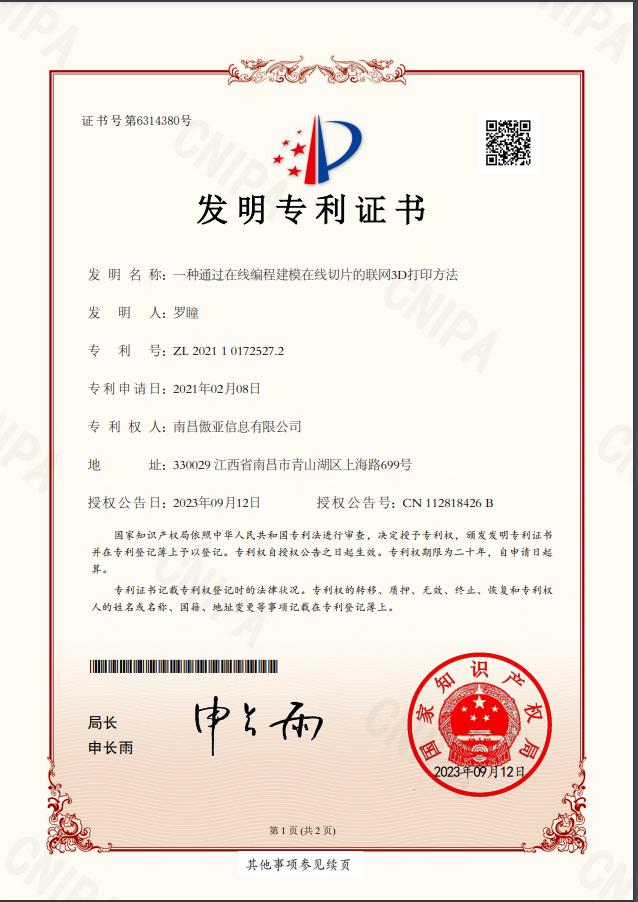 证书号第6314380号
发明专利证书
发明名称：一种通过在线编程建模在线切片的联网3D打印方法
发明人：罗瞳
专利号：ZL 2021 1 0172527.2
专利申请日：2021年02月08日
专利权人：南昌傲亚信息有限公司
地址：330029 江西省南昌市青山湖区上海路699号
授权公告日：2023年09月12日 授权公告号：CN 112818426 B
国家知识产权局依照中华人民共和国专利法进行审查，决定授予专利权，颁发发明专利证书
并在专利登记簿上予以登记。专利权自授权公告之日起生效。专利权期限为二十年，自申请日起
算。
专利证书记载专利权登记时的法律状况。专利权的转移、质押、无效、终止、恢复和专利权
人的姓名或名称、国籍、地址变更等事项记载在专利登记簿上。
局长
申长雨
申长雨
国家知识产权局
2023年09月12日
第 1 页 (共 2 页)
其他事项参见续页
CNIPA
CNIPA
CNIPA
CNIPA
CNIPA